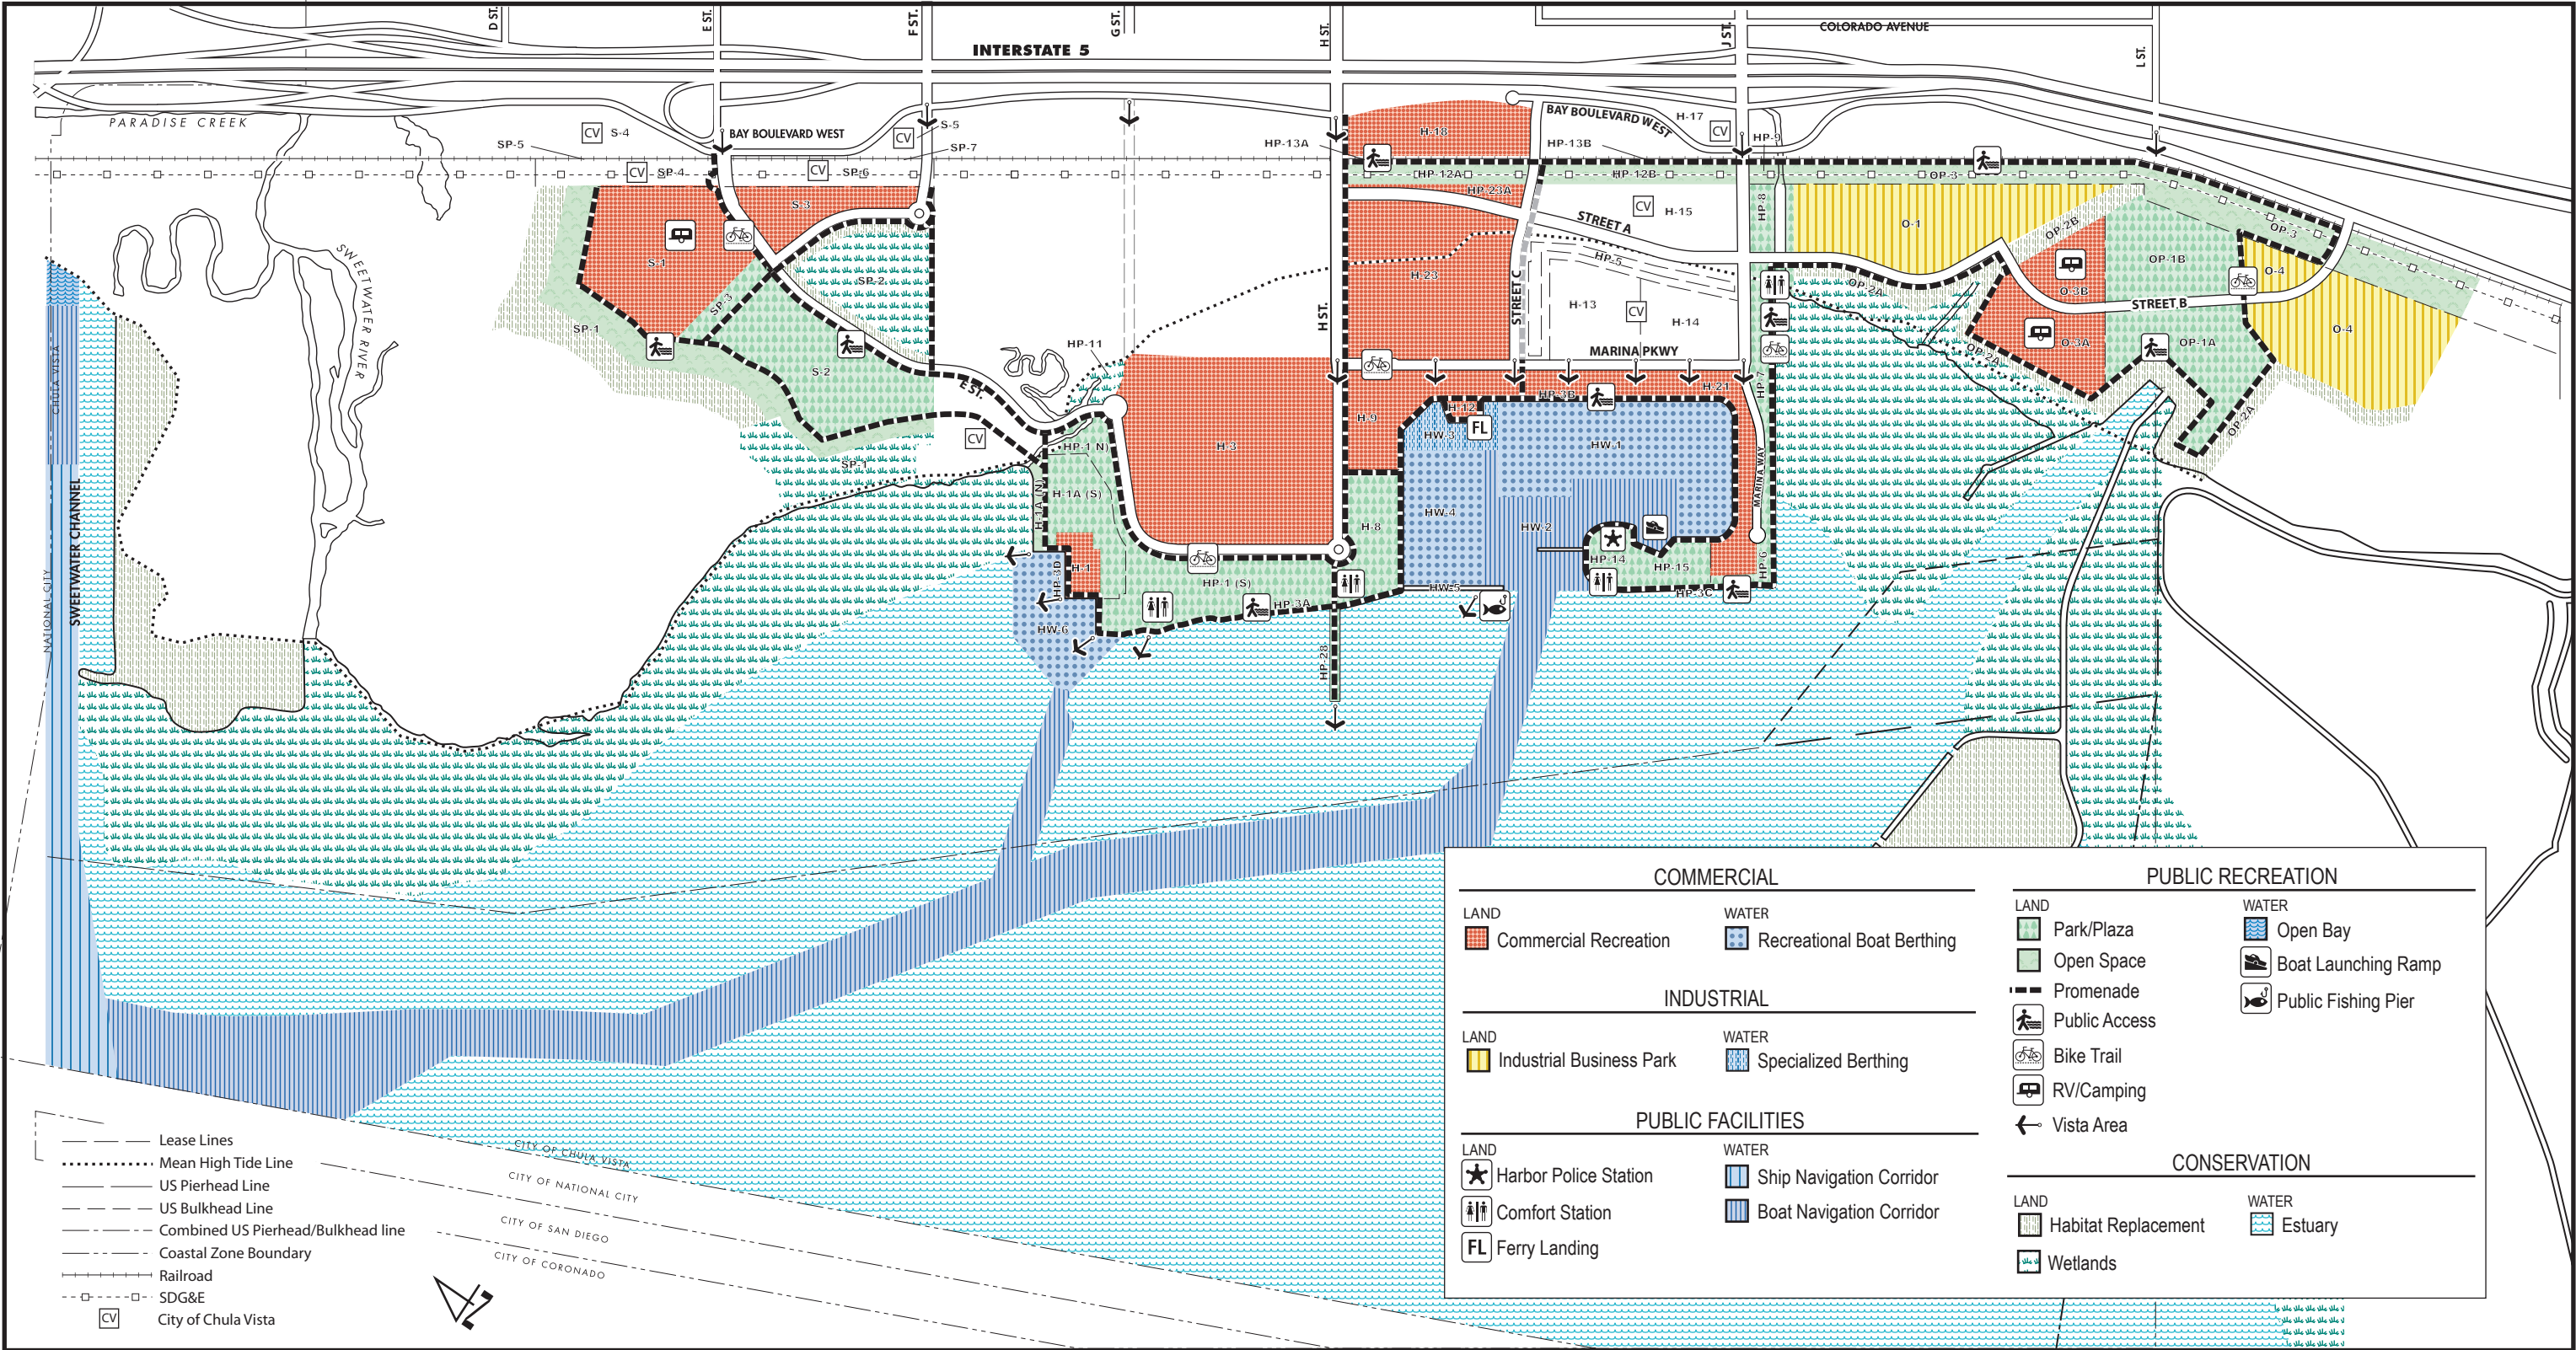 D ST.
E ST.
F ST.
G ST.
H ST.
J ST.
L ST.
COLORADO AVENUE
INTERSTATE 5
PARADISE CREEK
CV S-4
BAY BOULEVARD WEST
CV
S-5
SP-5
SP-7
CV SP-4
CV SP-6
HP-13A
H-18
BAY BOULEVARD WEST
H-17
CV
HP-9
HP-13B
HP-12A
HP-12B
OP-3
HP-23A
S-3
S-1
SP-2
SP-3
SP-1
S-2
SP-1
SWEETWATER RIVER
CHULA VISTA
NATIONAL CITY
SWEETWATER CHANNEL
STREET A
CV H-15
HP-8
O-1
OP-2B
OP-1B
OP-3
O-4
O-3B
STREET B
O-4
O-3A
OP-1A
OP-2A
OP-2A
OP-2A
H-23
HP-5
STREET C
H-13
CV
H-14
H ST.
MARINA PKWY
HP-11
E ST.
CV
HP-1 N)
H-1A (S)
H-1A (N)
H-3
H-9
H-12
FL
HP-3B
H-21
HP-7
HW-3
HW-1
HW-4
HW-2
MARINA WAY
H-8
H-1
HP-3D
HP-1 (S)
HP-3A
HW-6
HW-5
HP-14
HP-15
HP-3C
HP-6
HP-28
COMMERCIAL
LAND
WATER
Commercial Recreation
Recreational Boat Berthing
INDUSTRIAL
LAND
WATER
Industrial Business Park
Specialized Berthing
PUBLIC FACILITIES
LAND
WATER
Harbor Police Station
Ship Navigation Corridor
Comfort Station
Boat Navigation Corridor
FL Ferry Landing
PUBLIC RECREATION
LAND
WATER
Park/Plaza
Open Bay
Open Space
Boat Launching Ramp
Promenade
Public Fishing Pier
Public Access
Bike Trail
RV/Camping
Vista Area
CONSERVATION
LAND
WATER
Habitat Replacement
Estuary
Wetlands
Lease Lines
Mean High Tide Line
US Pierhead Line
US Bulkhead Line
Combined US Pierhead/Bulkhead line
Coastal Zone Boundary
Railroad
SDG&E
CV City of Chula Vista
CITY OF CHULA VISTA
CITY OF NATIONAL CITY
CITY OF SAN DIEGO
CITY OF CORONADO
N